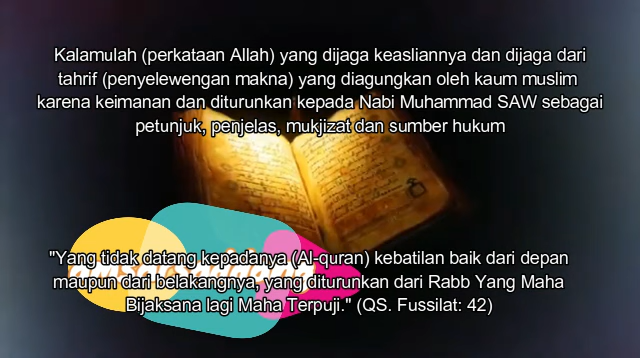 Kalamulah (perkataan Allah) yang dijaga keasliannya dan dijaga dari
tahrif (penyelewengan makna) yang diagungkan oleh kaum muslim
karena keimanan dan diturunkan kepada Nabi Muhammad SAW sebagai
petunjuk, penjelas, mukjizat dan sumber hukum
"Yang tidak datang kepadanya (Al-quran) kebatilan baik dari depan
maupun dari belakangnya, yang diturunkan dari Rabb Yang Maha
Bijaksana lagi Maha Terpuji." (QS. Fussilat: 42)